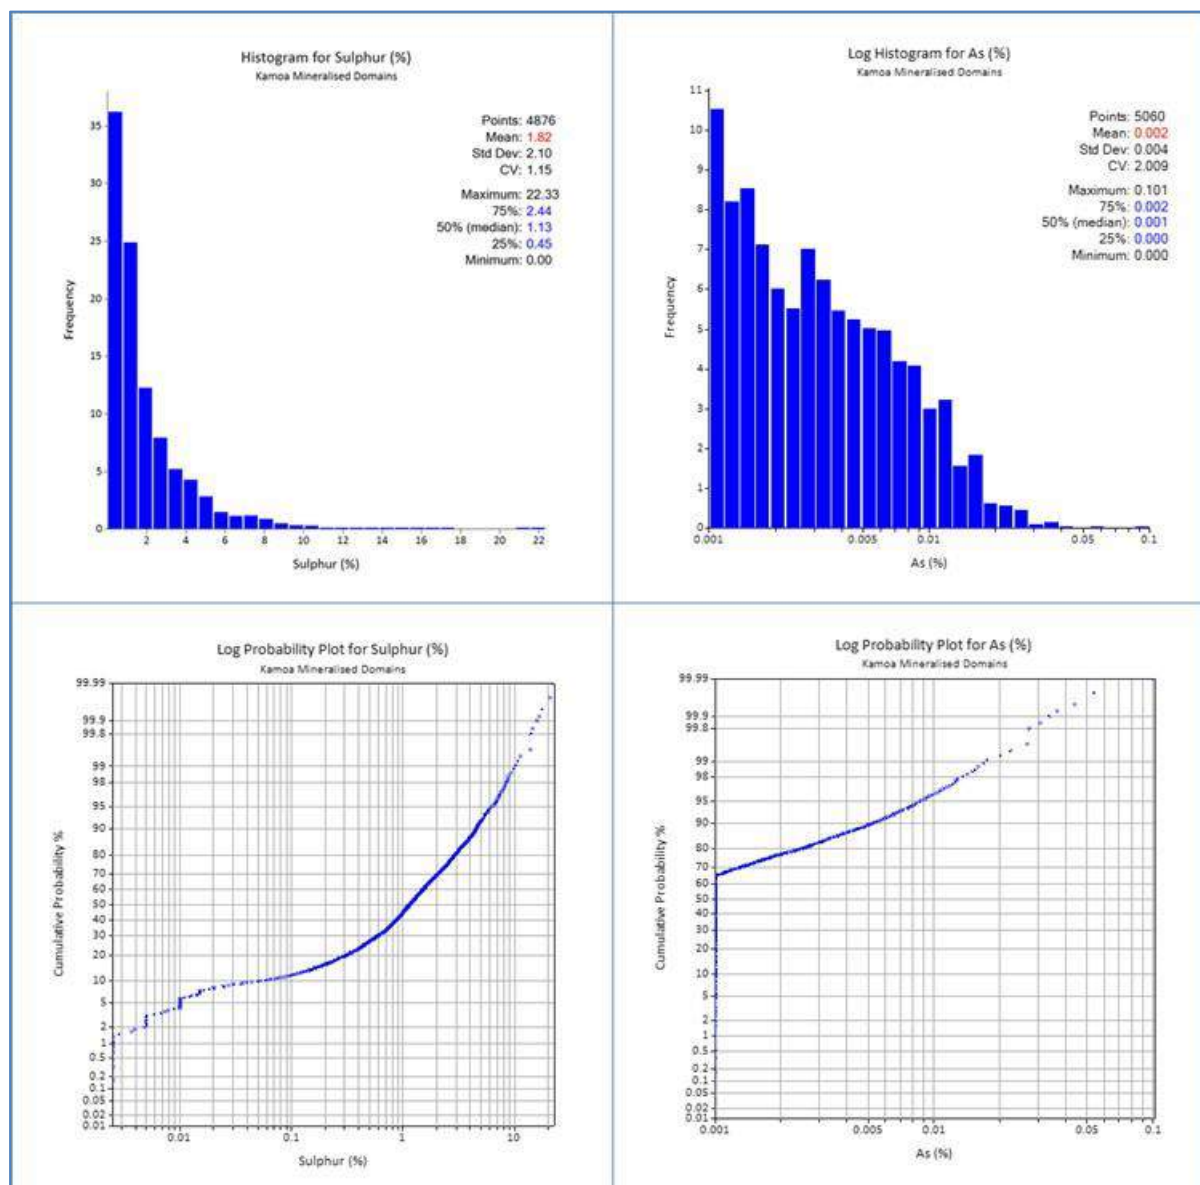 Histogram for Sulphur (%)
Kamoa Mineralised Domains
Points: 4876
Mean: 1.82
Std Dev: 2.10
CV: 1.15
Maximum: 22.33
75%: 2.44
50% (median): 1.13
25%: 0.45
Minimum: 0.00
Frequency
35
30
25
30
10
5
0
2 4 6 8 10 12 14 16 18 20 22
Sulphur (%)
Log Histogram for As (%)
Kamoa Mineralised Domains
Points: 5060
Mean: 0.002
Std Dev: 0.004
CV: 2.009
Maximum: 0.101
75%: 0.002
50% (median): 0.001
25%: 0.000
Minimum: 0.000
Frequency
11
10
9
8
7
6
5
4
3
2
1
0
0.001 0.005 0.01 0.05 0.1
As (%)
Log Probability Plot for Sulphur (%)
Kamoa Mineralised Domains
Cumulative Probability %
99.99
99.9
99.8
99
98
95
90
80
70
60
50
40
30
20
10
5
2
1
0.5
0.2
0.1
0.05
0.02
0.01
0.01 0.1 1 10
Sulphur (%)
Log Probability Plot for As (%)
Kamoa Mineralised Domains
Cumulative Probability %
99.99
99.9
99.8
99
98
95
90
80
70
60
50
40
30
20
10
5
2
1
0.5
0.2
0.1
0.05
0.02
0.01
0.001 0.005 0.01 0.05 0.1
As (%)